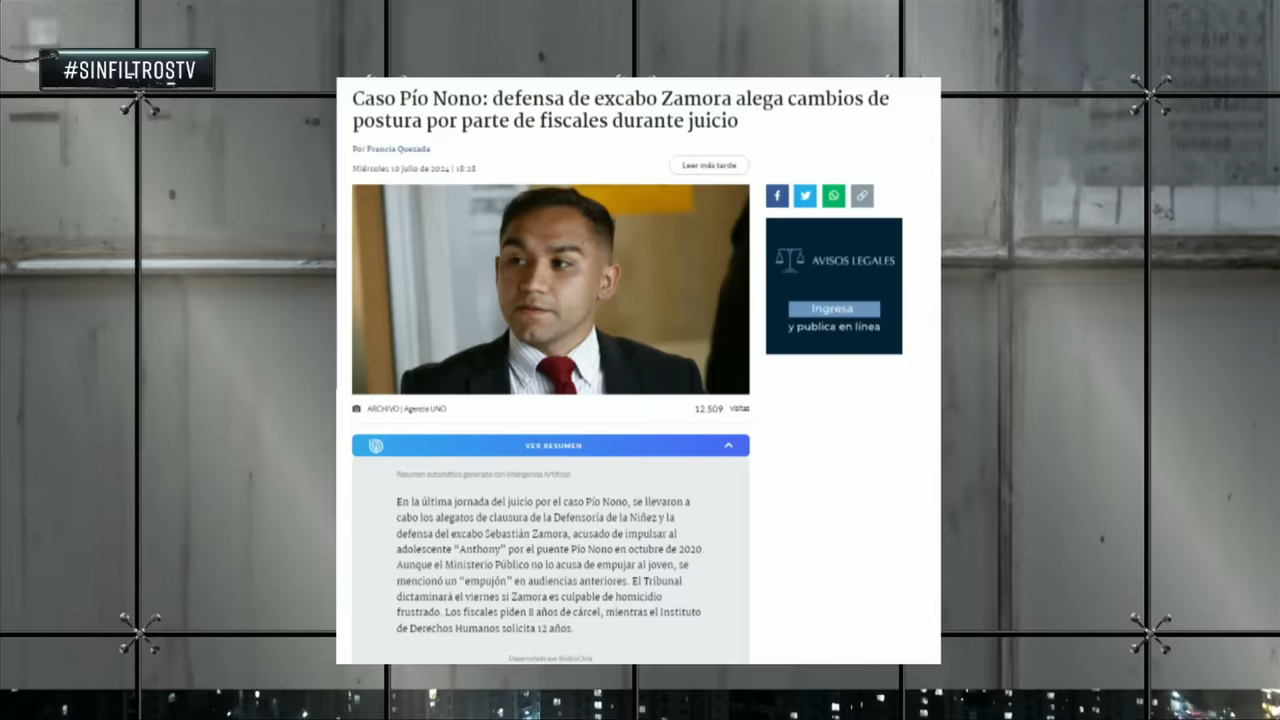 #SINFILTROSTV
Caso Pío Nono: defensa de excabo Zamora alega cambios de
postura por parte de fiscales durante juicio
Por Francia Quezada
Miércoles 10 julio de 2024 | 18:28
Leer más tarde
AVISOS LEGALES
Ingresa
y publica en línea
ARCHIVO | Agencia UNO
12.509 visitas
VER RESUMEN
Resumen automático generado con Inteligencia Artificial
En la última jornada del juicio por el caso Pío Nono, se llevaron a
cabo los alegatos de clausura de la Defensoría de la Niñez y la
defensa del excabo Sebastián Zamora, acusado de impulsar al
adolescente "Anthony" por el puente Pío Nono en octubre de 2020.
Aunque el Ministerio Público no lo acusa de empujar al joven, se
mencionó un "empujón" en audiencias anteriores. El Tribunal
dictaminará el viernes si Zamora es culpable de homicidio
frustrado. Los fiscales piden 8 años de cárcel, mientras el Instituto
de Derechos Humanos solicita 12 años.
Desarrollado por BioBioChile